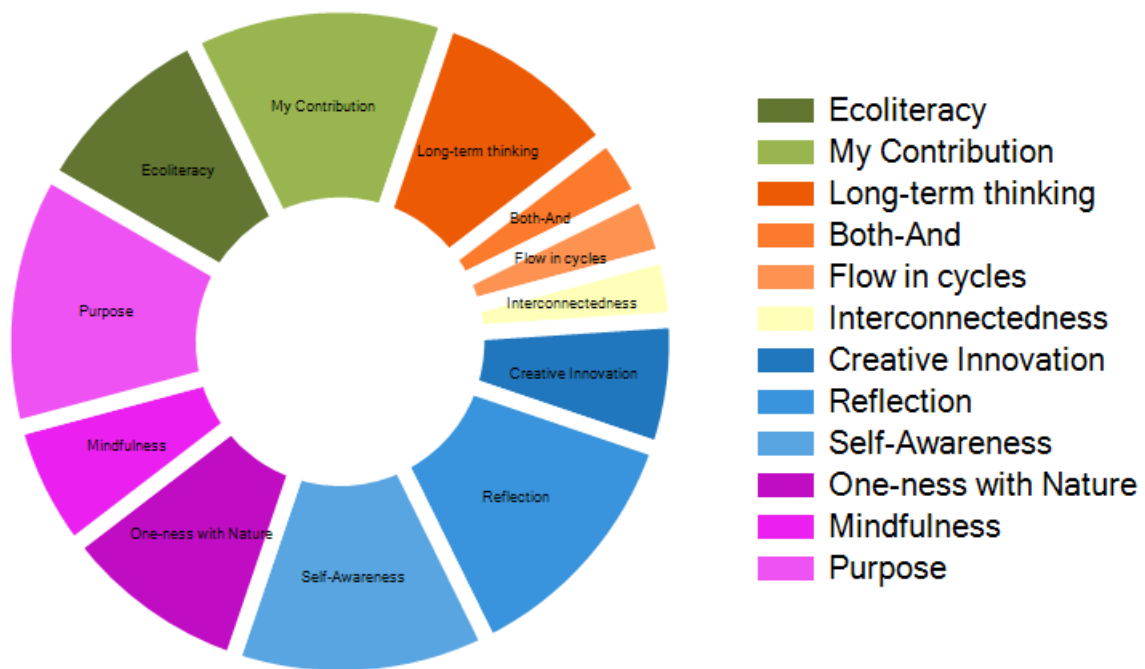 My Contribution
Long-term thinking
Ecoliteracy
Both-And
Flow in cycles
Interconnectedness
Purpose
Creative Innovation
Mindfulness
Reflection
One-ness with Nature
Self-Awareness
Ecoliteracy
My Contribution
Long-term thinking
Both-And
Flow in cycles
Interconnectedness
Creative Innovation
Reflection
Self-Awareness
One-ness with Nature
Mindfulness
Purpose